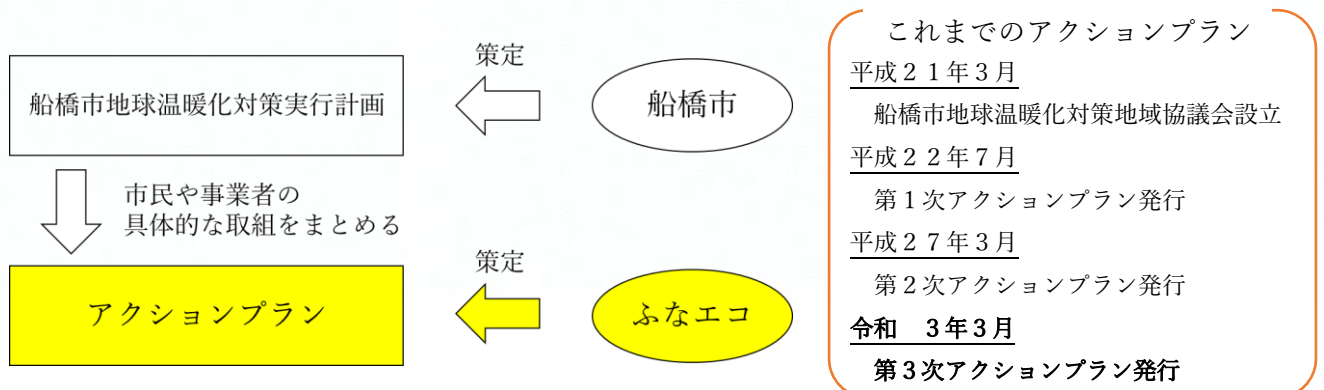 策定
船橋市地球温暖化対策実行計画
船橋市
市民や事業者の
具体的な取組をまとめる
策定
アクションプラン
ふなエコ
これまでのアクションプラン
平成２１年３月
船橋市地球温暖化対策地域協議会設立
平成２２年７月
第１次アクションプラン発行
平成２７年３月
第２次アクションプラン発行
令和　３年３月
第３次アクションプラン発行